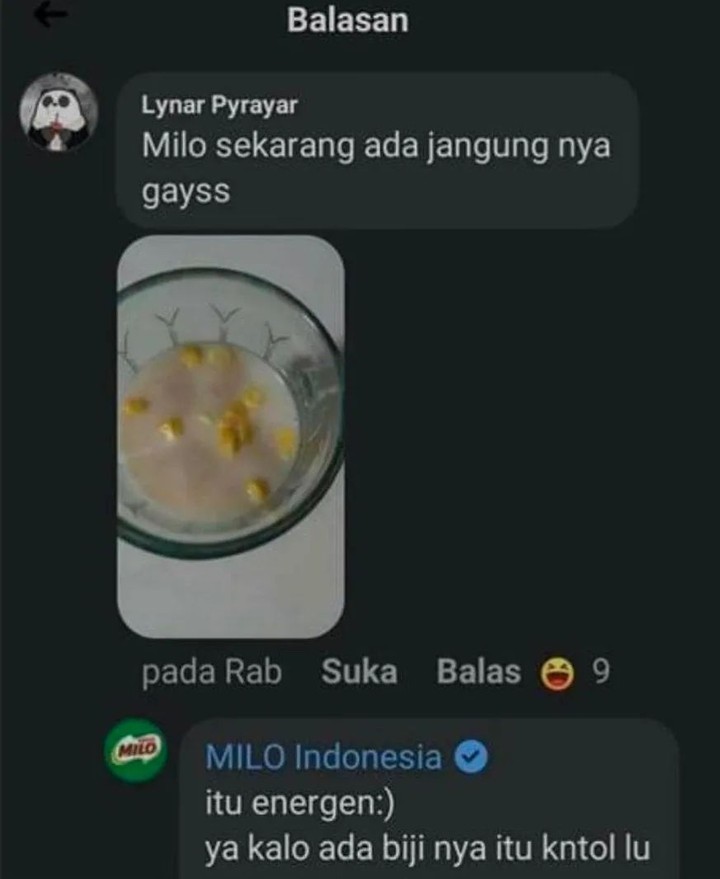 Balasan
Lynar Pyrayar
Milo sekarang ada jangung nya
gayss
pada Rab Suka Balas 9
MILO
MILO Indonesia
itu energen:)
ya kalo ada biji nya itu kntol lu